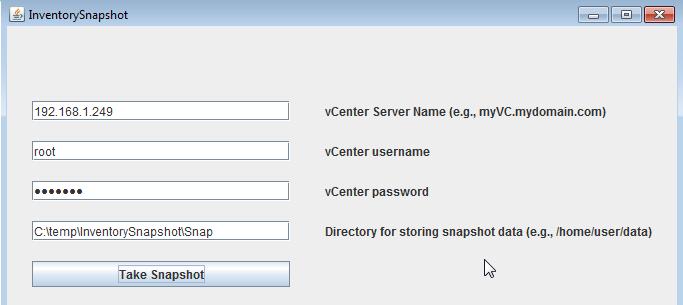 InventorySnapshot
192.168.1.249 vCenter Server Name (e.g., myVC.mydomain.com)
root vCenter username
●●●●●●● vCenter password
C:\temp\InventorySnapshot\Snap Directory for storing snapshot data (e.g., /home/user/data)
Take Snapshot